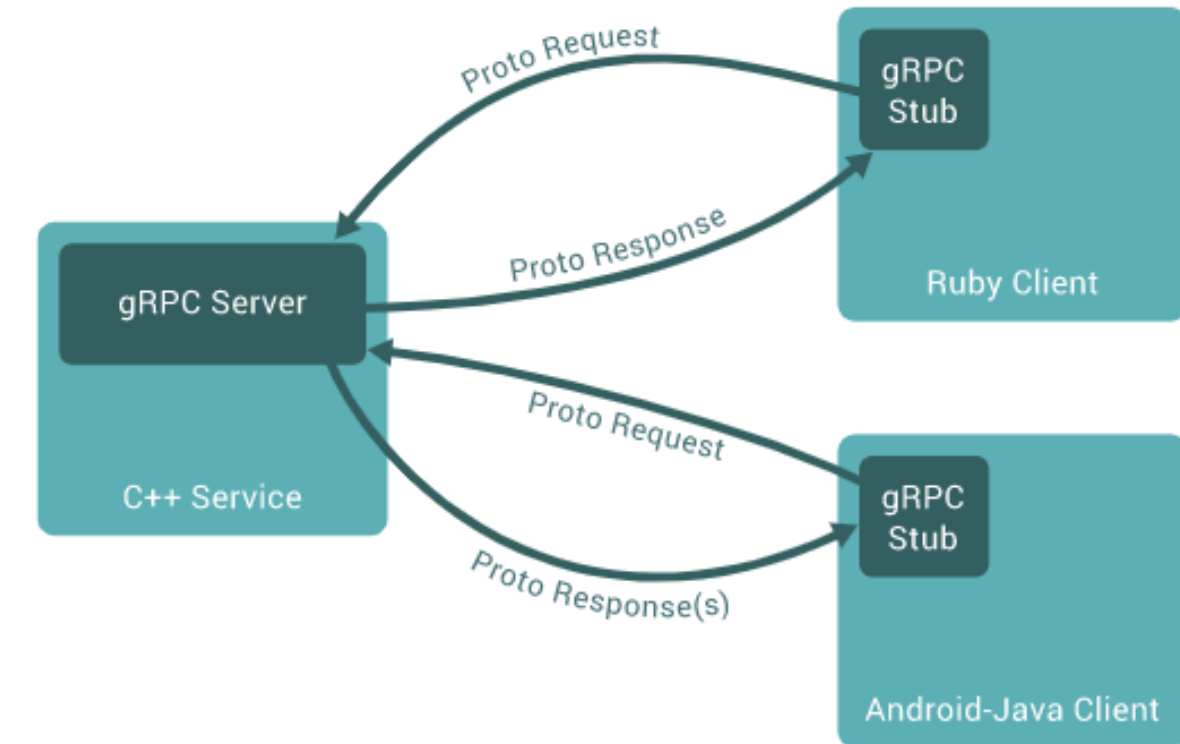 Proto Request
gRPC
Stub
Proto Response
Ruby Client
gRPC Server
C++ Service
Proto Request
gRPC
Stub
Proto Response(s)
Android-Java Client